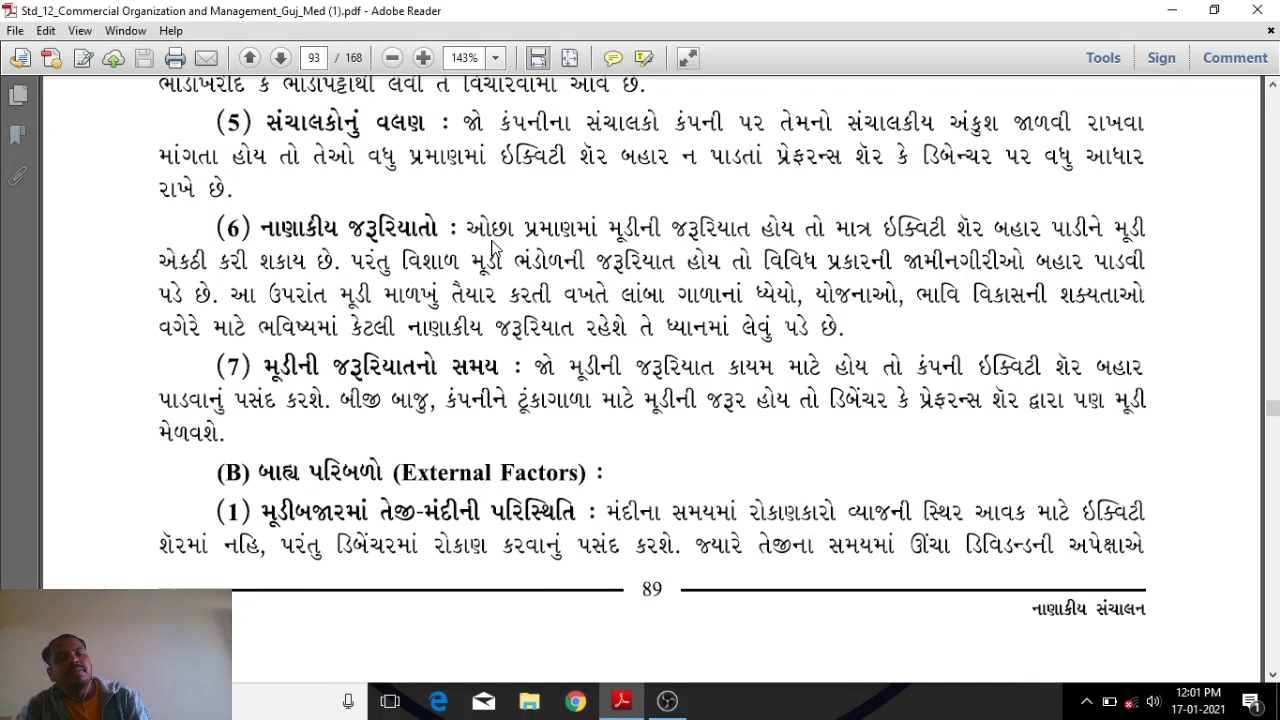 Std_12_Commercial Organization and Management_Guj_Med (1).pdf - Adobe Reader
File Edit View Window Help
93 / 168 143% Tools Sign Comment
ભાડાખરીદ કે ભાડાપટ્ટાથી લેવી તે વિચારવામાં આવે છે.
(5) સંચાલકોનું વલણ : જો કંપનીના સંચાલકો કંપની પર તેમનો સંચાલકીય અંકુશ જાળવી રાખવા
માંગતા હોય તો તેઓ વધુ પ્રમાણમાં ઇક્વિટી શૅર બહાર ન પાડતાં પ્રેફરન્સ શૅર કે ડિબેન્ચર પર વધુ આધાર
રાખે છે.
(6) નાણાકીય જરૂરિયાતો : ઓછા પ્રમાણમાં મૂડીની જરૂરિયાત હોય તો માત્ર ઇક્વિટી શૅર બહાર પાડીને મૂડી
એકઠી કરી શકાય છે. પરંતુ વિશાળ મૂડી ભંડોળની જરૂરિયાત હોય તો વિવિધ પ્રકારની જામીનગીરીઓ બહાર પાડવી
પડે છે. આ ઉપરાંત મૂડી માળખું તૈયાર કરતી વખતે લાંબા ગાળાનાં ધ્યેયો, યોજનાઓ, ભાવિ વિકાસની શક્યતાઓ
વગેરે માટે ભવિષ્યમાં કેટલી નાણાકીય જરૂરિયાત રહેશે તે ધ્યાનમાં લેવું પડે છે.
(7) મૂડીની જરૂરિયાતનો સમય : જો મૂડીની જરૂરિયાત કાયમ માટે હોય તો કંપની ઇક્વિટી શૅર બહાર
પાડવાનું પસંદ કરશે. બીજી બાજુ, કંપનીને ટૂંકાગાળા માટે મૂડીની જરૂર હોય તો ડિબેંચર કે પ્રેફરન્સ શૅર દ્વારા પણ મૂડી
મેળવશે.
(B) બાહ્ય પરિબળો (External Factors) :
(1) મૂડીબજારમાં તેજી-મંદીની પરિસ્થિતિ : મંદીના સમયમાં રોકાણકારો વ્યાજની સ્થિર આવક માટે ઇક્વિટી
શૅરમાં નહિ, પરંતુ ડિબેંચરમાં રોકાણ કરવાનું પસંદ કરશે. જ્યારે તેજીના સમયમાં ઊંચા ડિવિડન્ડની અપેક્ષાએ
89
નાણાકીય સંચાલન
12:01 PM
17-01-2021